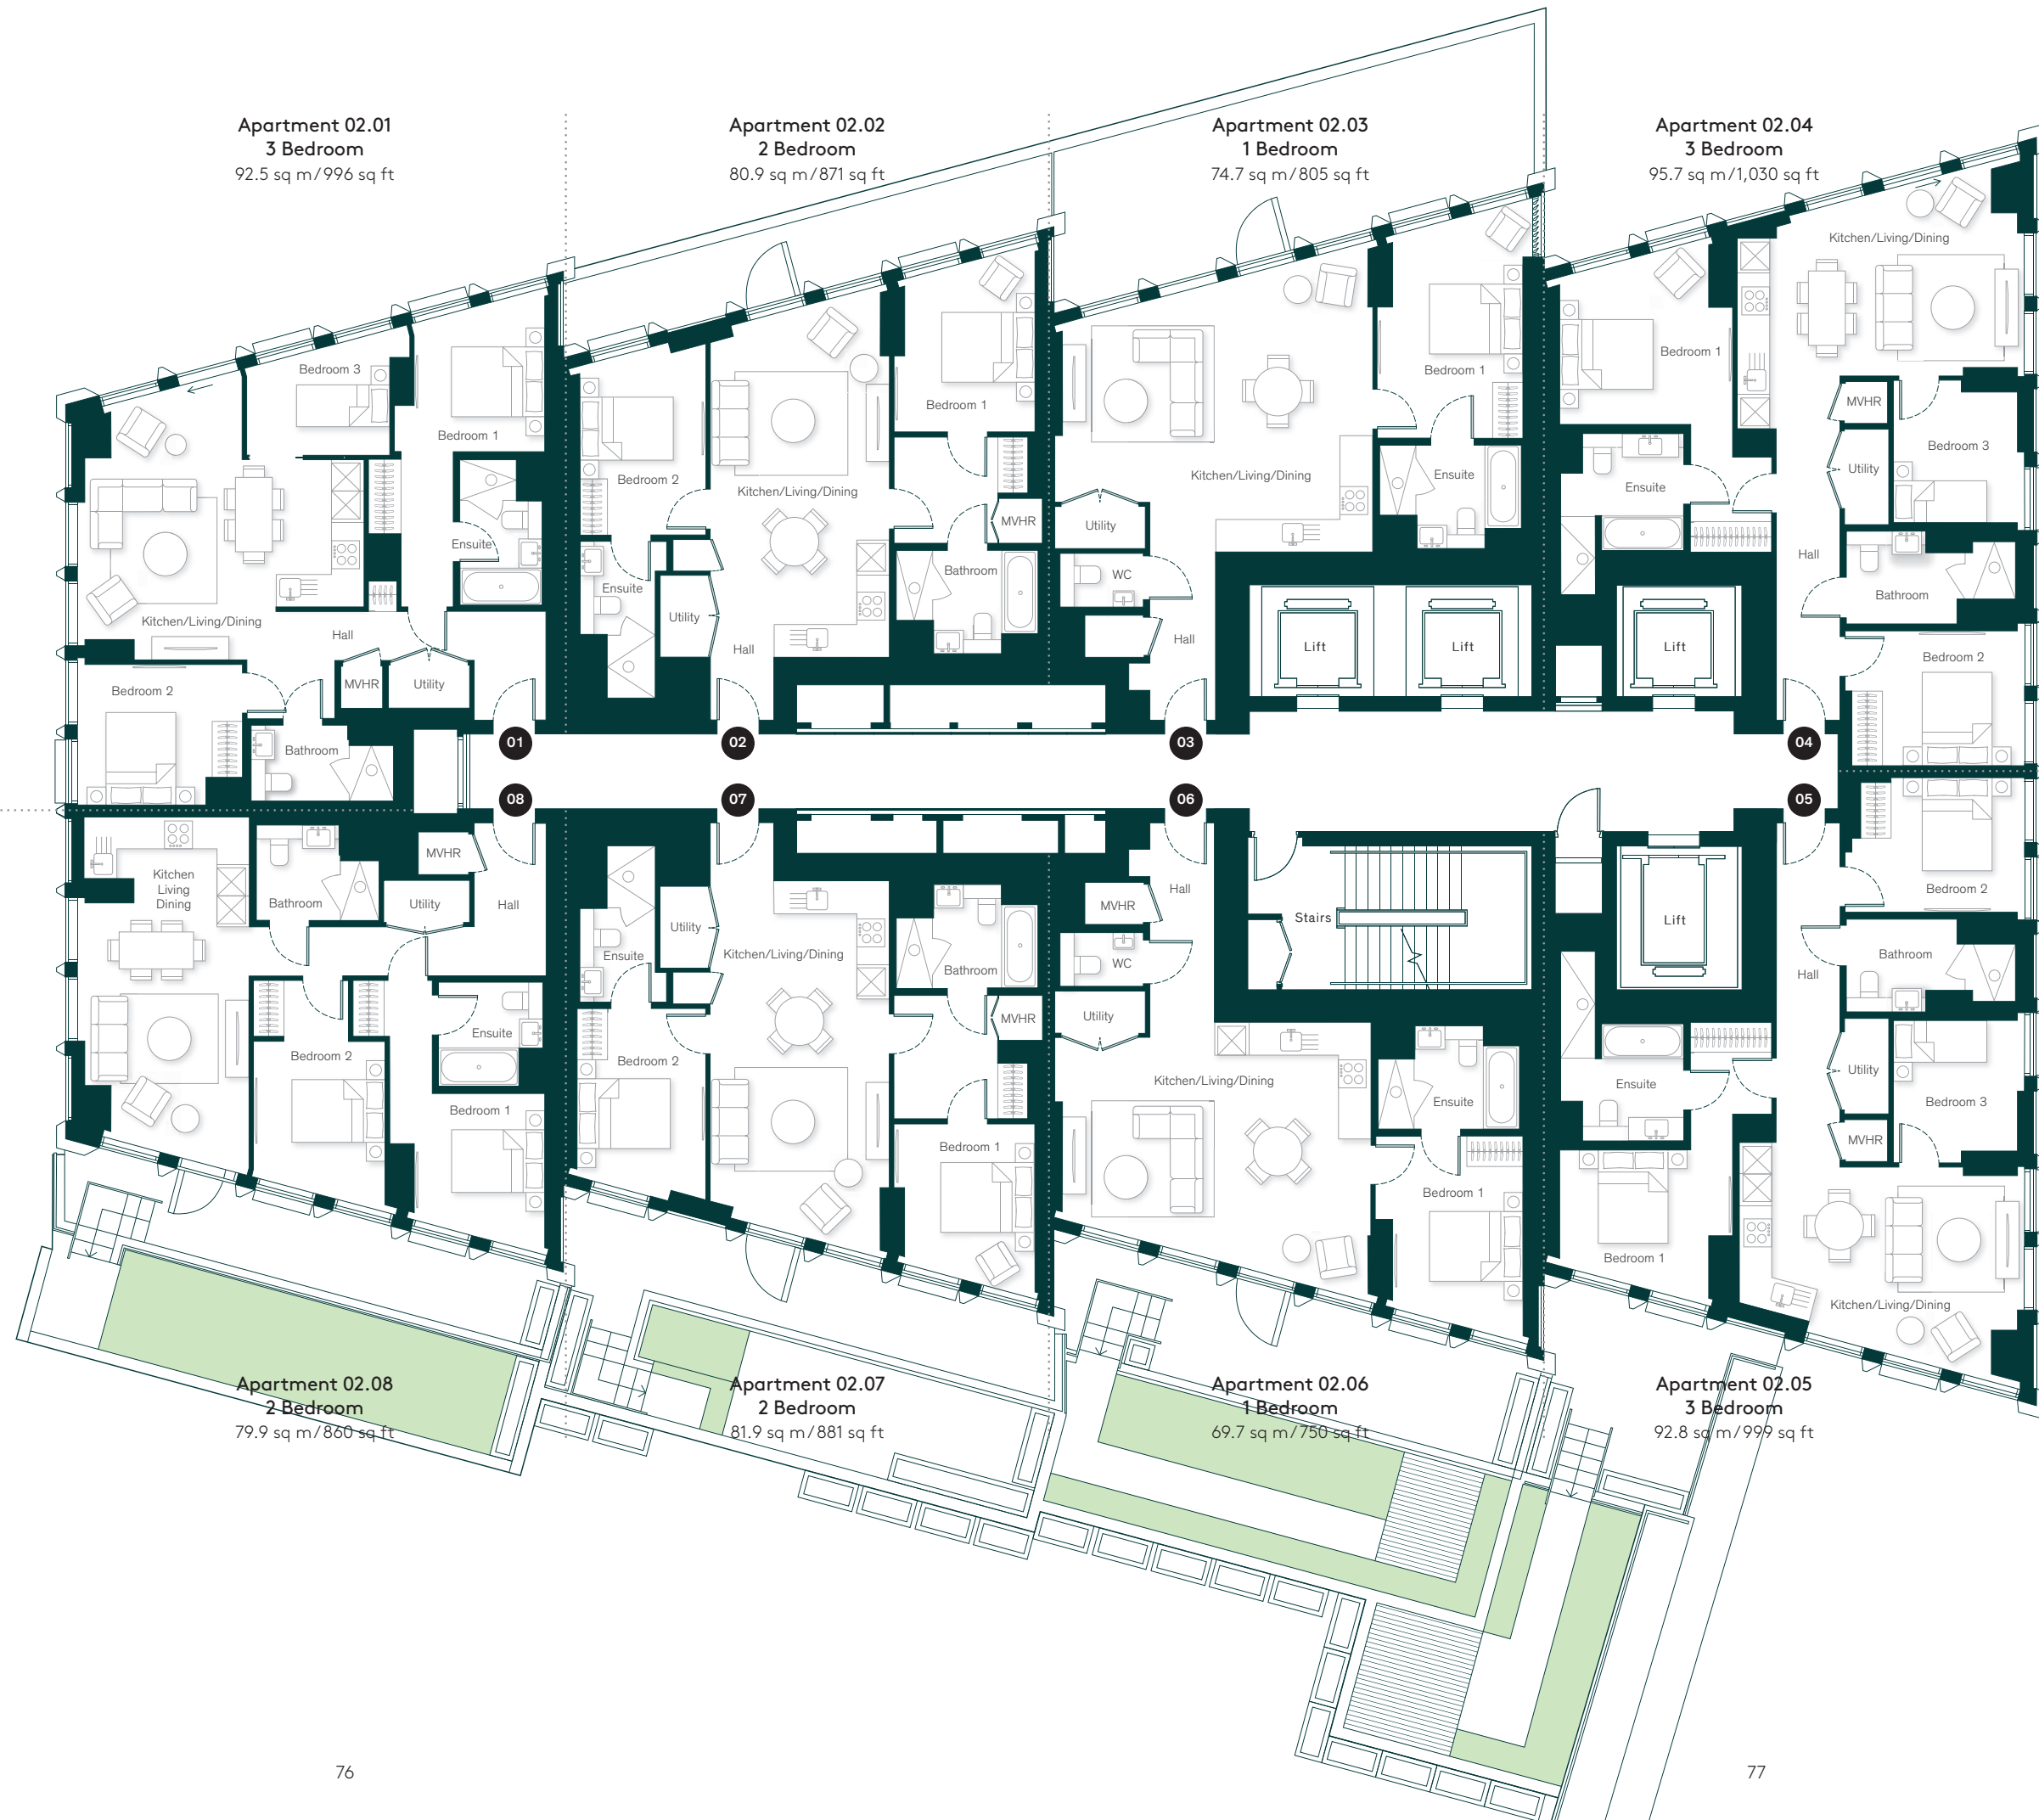 Apartment 02.01
3 Bedroom
92.5 sq m/996 sq ft
Apartment 02.02
2 Bedroom
80.9 sq m/871 sq ft
Apartment 02.03
1 Bedroom
74.7 sq m/805 sq ft
Apartment 02.04
3 Bedroom
95.7 sq m/1,030 sq ft
Bedroom 3
Bedroom 1
Ensuite
Kitchen/Living/Dining
Hall
MVHR
Utility
Bedroom 2
Bathroom
01
Bedroom 2
Kitchen/Living/Dining
Bedroom 1
MVHR
Ensuite
Bathroom
Utility
Hall
02
Bedroom 1
Kitchen/Living/Dining
Ensuite
Utility
WC
Hall
03
Lift
Lift
Lift
Kitchen/Living/Dining
Bedroom 1
MVHR
Bedroom 3
Utility
Ensuite
Hall
Bathroom
Bedroom 2
04
08
MVHR
Kitchen
Living
Dining
Bathroom
Utility
Hall
Ensuite
Bedroom 2
Bedroom 1
07
Utility
Ensuite
Kitchen/Living/Dining
Bathroom
MVHR
Bedroom 2
Bedroom 1
06
Hall
MVHR
WC
Utility
Kitchen/Living/Dining
Ensuite
Bedroom 1
Stairs
Lift
05
Bedroom 2
Bathroom
Hall
Utility
Ensuite
Bedroom 3
MVHR
Bedroom 1
Kitchen/Living/Dining
Apartment 02.08
2 Bedroom
79.9 sq m/860 sq ft
Apartment 02.07
2 Bedroom
81.9 sq m/881 sq ft
Apartment 02.06
1 Bedroom
69.7 sq m/750 sq ft
Apartment 02.05
3 Bedroom
92.8 sq m/999 sq ft
76
77